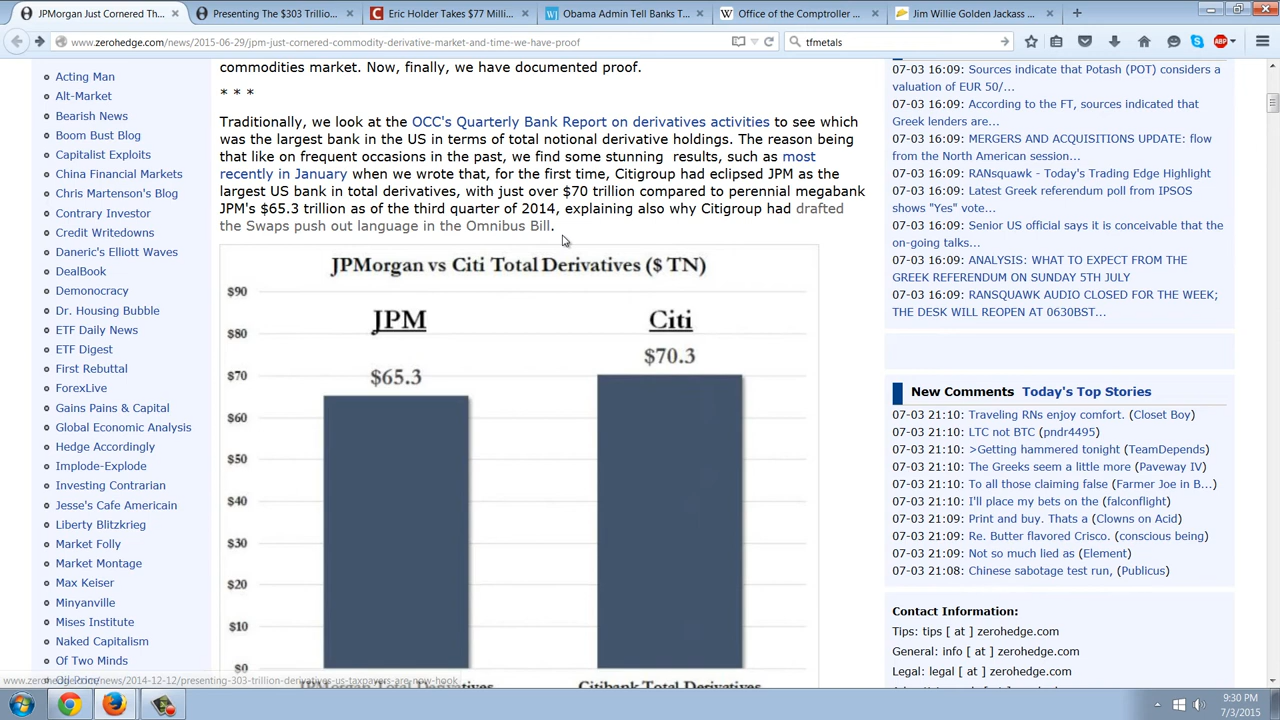 JPMorgan Just Cornered Th...
Presenting The $303 Trillio...
Eric Holder Takes $77 Milli...
Obama Admin Tell Banks T...
Office of the Comptroller ...
Jim Willie Golden Jackass ...
www.zerohedge.com/news/2015-06-29/jpm-just-cornered-commodity-derivative-market-and-time-we-have-proof
tfmetals
Acting Man
Alt-Market
Bearish News
Boom Bust Blog
Capitalist Exploits
China Financial Markets
Chris Martenson's Blog
Contrary Investor
Credit Writedowns
Daneric's Elliott Waves
DealBook
Demonocracy
Dr. Housing Bubble
ETF Daily News
ETF Digest
First Rebuttal
ForexLive
Gains Pains & Capital
Global Economic Analysis
Hedge Accordingly
Implode-Explode
Investing Contrarian
Jesse's Cafe Americain
Liberty Blitzkrieg
Market Folly
Market Montage
Max Keiser
Minyanville
Mises Institute
Naked Capitalism
Of Two Minds
commodities market. Now, finally, we have documented proof.
* * *
Traditionally, we look at the OCC's Quarterly Bank Report on derivatives activities to see which
was the largest bank in the US in terms of total notional derivative holdings. The reason being
that like on frequent occasions in the past, we find some stunning results, such as most
recently in January when we wrote that, for the first time, Citigroup had eclipsed JPM as the
largest US bank in total derivatives, with just over $70 trillion compared to perennial megabank
JPM's $65.3 trillion as of the third quarter of 2014, explaining also why Citigroup had drafted
the Swaps push out language in the Omnibus Bill.
JPMorgan vs Citi Total Derivatives ($ TN)
$90
JPM
Citi
$80
$70.3
$65.3
$70
$60
$50
$40
$30
$20
$10
$0
JPMorgan Total Derivatives
Citibank Total Derivatives
07-03 16:09: Sources indicate that Potash (POT) considers a
valuation of EUR 50/...
07-03 16:09: According to the FT, sources indicated that
Greek lenders are...
07-03 16:09: MERGERS AND ACQUISITIONS UPDATE: flow
from the North American session...
07-03 16:09: RANsquawk - Today's Trading Edge Highlight
07-03 16:09: Latest Greek referendum poll from IPSOS
shows "Yes" vote...
07-03 16:09: Senior US official says it is conceivable that the
on-going talks...
07-03 16:09: ANALYSIS: WHAT TO EXPECT FROM THE
GREEK REFERENDUM ON SUNDAY 5TH JULY
07-03 16:09: RANSQUAWK AUDIO CLOSED FOR THE WEEK;
THE DESK WILL REOPEN AT 0630BST...
New Comments Today's Top Stories
07-03 21:10: Traveling RNs enjoy comfort. (Closet Boy)
07-03 21:10: LTC not BTC (pndr4495)
07-03 21:10: >Getting hammered tonight (TeamDepends)
07-03 21:10: The Greeks seem a little more (Paveway IV)
07-03 21:10: To all those claiming false (Farmer Joe in B...)
07-03 21:10: I'll place my bets on the (falconflight)
07-03 21:09: Print and buy. Thats a (Clowns on Acid)
07-03 21:09: Re. Butter flavored Crisco. (conscious being)
07-03 21:09: Not so much lied as (Element)
07-03 21:08: Chinese sabotage test run, (Publicus)
Contact Information:
Tips: tips [ at ] zerohedge.com
General: info [ at ] zerohedge.com
Legal: legal [ at ] zerohedge.com
www.zerohedge.com/news/2014-12-12/presenting-303-trillion-derivatives-us-taxpayers-are-now-hook
9:30 PM
7/3/2015